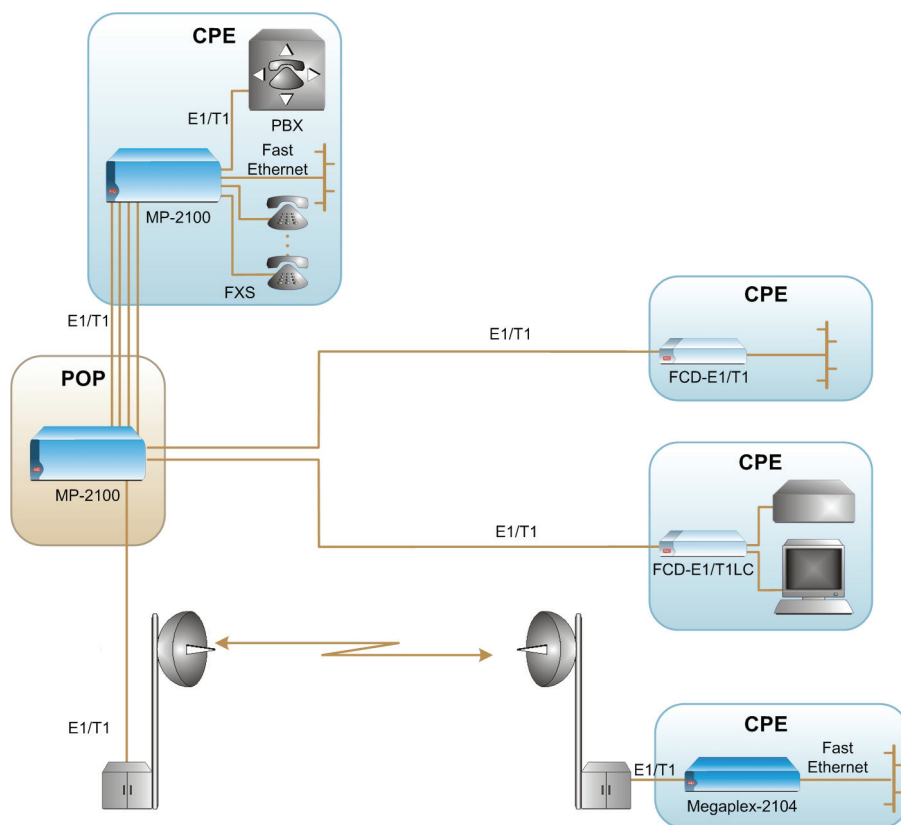 CPE
E1/T1
PBX
Fast
Ethernet
MP-2100
FXS
E1/T1
POP
MP-2100
E1/T1
CPE
FCD-E1/T1
E1/T1
CPE
FCD-E1/T1LC
E1/T1
CPE
E1/T1
Fast
Ethernet
Megaplex-2104